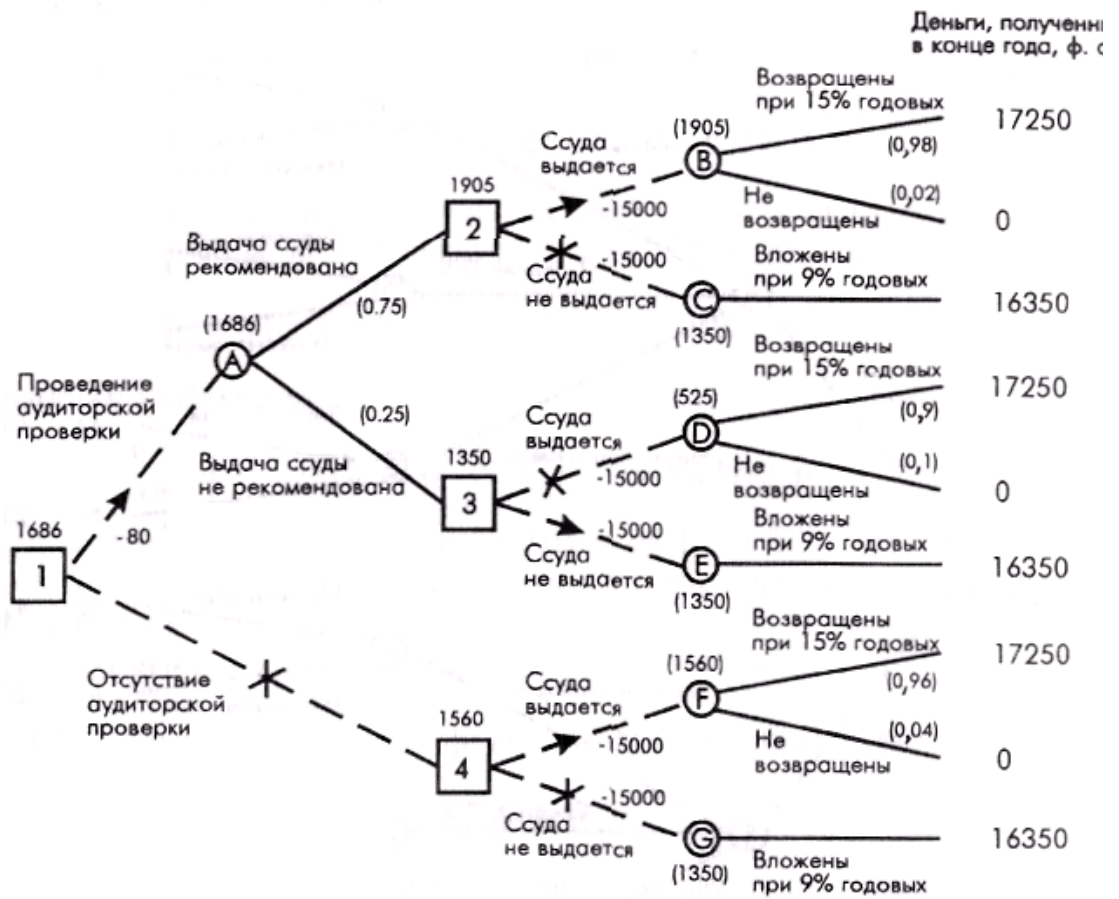 Деньги, полученн
в конце года, ф.
Возвращены
при 15% годовых
17250
(1905)
B
(0,98)
Ссуда
выдается
-15000
(0,02)
Не
возвращены
0
1905
2
Выдача ссуды
рекомендована
(0.75)
-15000
Ссуда
не выдается
Вложены
при 9% годовых
C
16350
(1350)
(1686)
A
Возвращены
при 15% годовых
17250
Проведение
аудиторской
проверки
(0.25)
(525)
D
(0,9)
Ссуда
выдается
-15000
(0,1)
Не
возвращены
0
Выдача ссуды
не рекомендована
1350
3
-15000
Ссуда
не выдается
Вложены
при 9% годовых
E
16350
(1350)
1686
-80
1
Возвращены
при 15% годовых
17250
Отсутствие
аудиторской
проверки
(1560)
F
(0,96)
Ссуда
выдается
-15000
(0,04)
Не
возвращены
0
1560
4
-15000
Ссуда
не выдается
G
16350
(1350)
Вложены
при 9% годовых